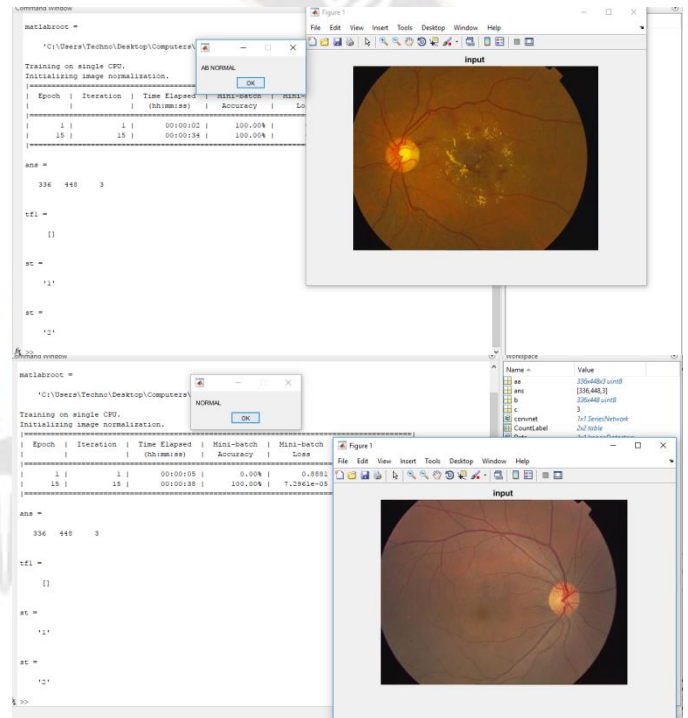 Command Window
matlabroot =
'C:\Users\Techno\Desktop\Computers\
Training on single CPU.
Initializing image normalization.
|  Epoch  |  Iteration  |  Time Elapsed  |  Mini-batch  |  Mini-
|         |             |   (hh:mm:ss)   |   Accuracy   |   Lo
|       1 |           1 |       00:00:02 |      100.00% |
|      15 |          15 |       00:00:34 |      100.00% |
ans =
336   448     3
tf1 =
[]
st =
'1'
st =
'2'
>>
AB NORMAL
OK
Figure 1
File Edit View Insert Tools Desktop Window Help
input
Command Window
matlabroot =
'C:\Users\Techno\Desktop\Computers\
Training on single CPU.
Initializing image normalization.
|  Epoch  |  Iteration  |  Time Elapsed  |  Mini-batch  |  Mini-batch
|         |             |   (hh:mm:ss)   |   Accuracy   |     Loss
|       1 |           1 |       00:00:05 |        0.00% |       0.8881
|      15 |          15 |       00:00:38 |      100.00% |   7.2961e-05
ans =
336   448     3
tf1 =
[]
st =
'1'
st =
'2'
>>
NORMAL
OK
Workspace
Name Value
aa 336x448x3 uint8
ans [336,448,3]
b 336x448 uint8
c 3
convnet 1x1 SeriesNetwork
CountLabel 2x2 table
Figure 1
File Edit View Insert Tools Desktop Window Help
input